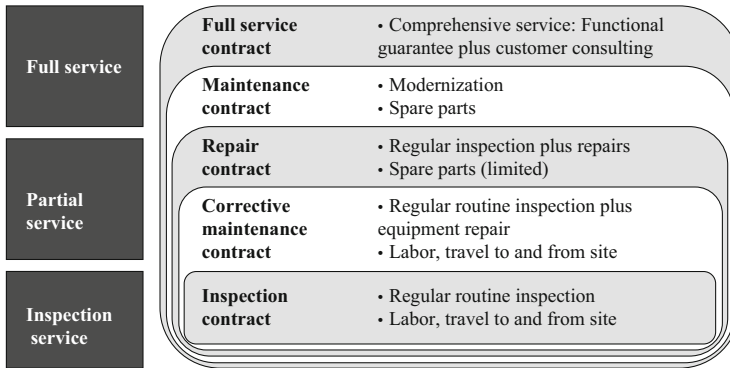 Full service
Full service
contract
• Comprehensive service: Functional
guarantee plus customer consulting
Maintenance
contract
• Modernization
• Spare parts
Partial
service
Repair
contract
• Regular inspection plus repairs
• Spare parts (limited)
Corrective
maintenance
contract
• Regular routine inspection plus
equipment repair
• Labor, travel to and from site
Inspection
service
Inspection
contract
• Regular routine inspection
• Labor, travel to and from site